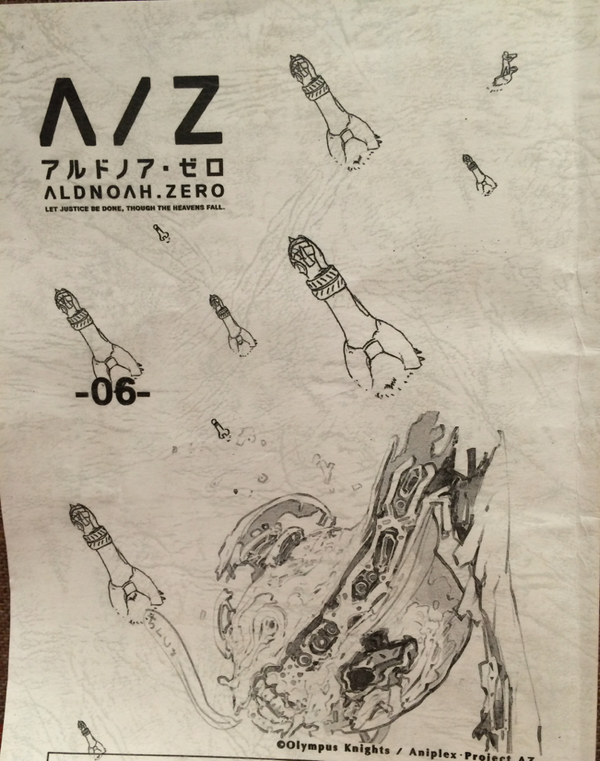 Λ/Z
アルドノア・ゼロ
ΛLDNOΛH.ZERO
LET JUSTICE BE DONE, THOUGH THE HEAVENS FALL.
-06-
©Olympus Knights / Aniplex・Project AZ